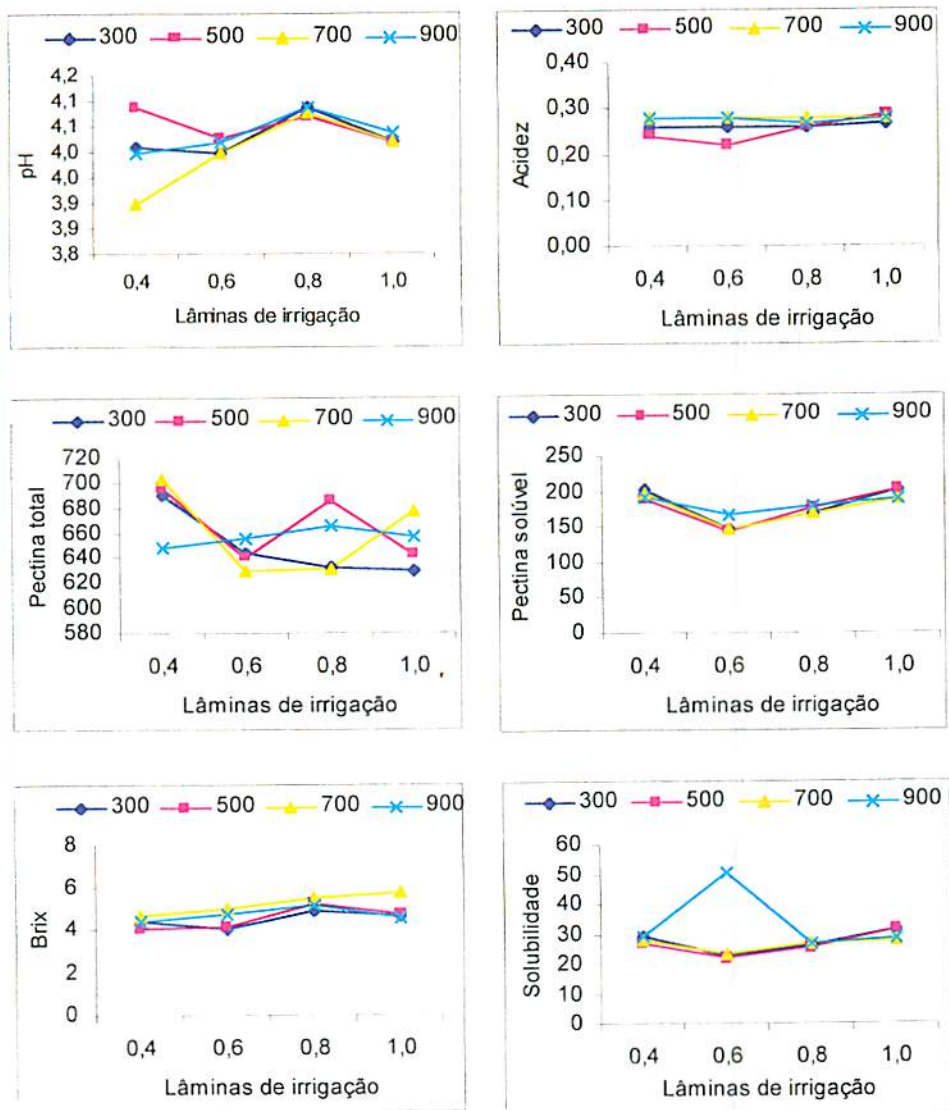 300 500 700 900
4,2
4,1
4,1
4,0
4,0
3,9
3,9
3,8
pH
0,4 0,6 0,8 1,0
Lâminas de irrigação
300 500 700 900
0,40
0,30
0,20
0,10
0,00
Acidez
0,4 0,6 0,8 1,0
Lâminas de irrigação
300 500 700 900
720
700
680
660
640
620
600
580
Pectina total
0,4 0,6 0,8 1,0
Lâminas de irrigação
300 500 700 900
250
200
150
100
50
0
Pectina solúvel
0,4 0,6 0,8 1,0
Lâminas de irrigação
300 500 700 900
8
6
4
2
0
Brix
0,4 0,6 0,8 1,0
Lâminas de irrigação
300 500 700 900
60
50
40
30
20
10
0
Solubilidade
0,4 0,6 0,8 1,0
Lâminas de irrigação